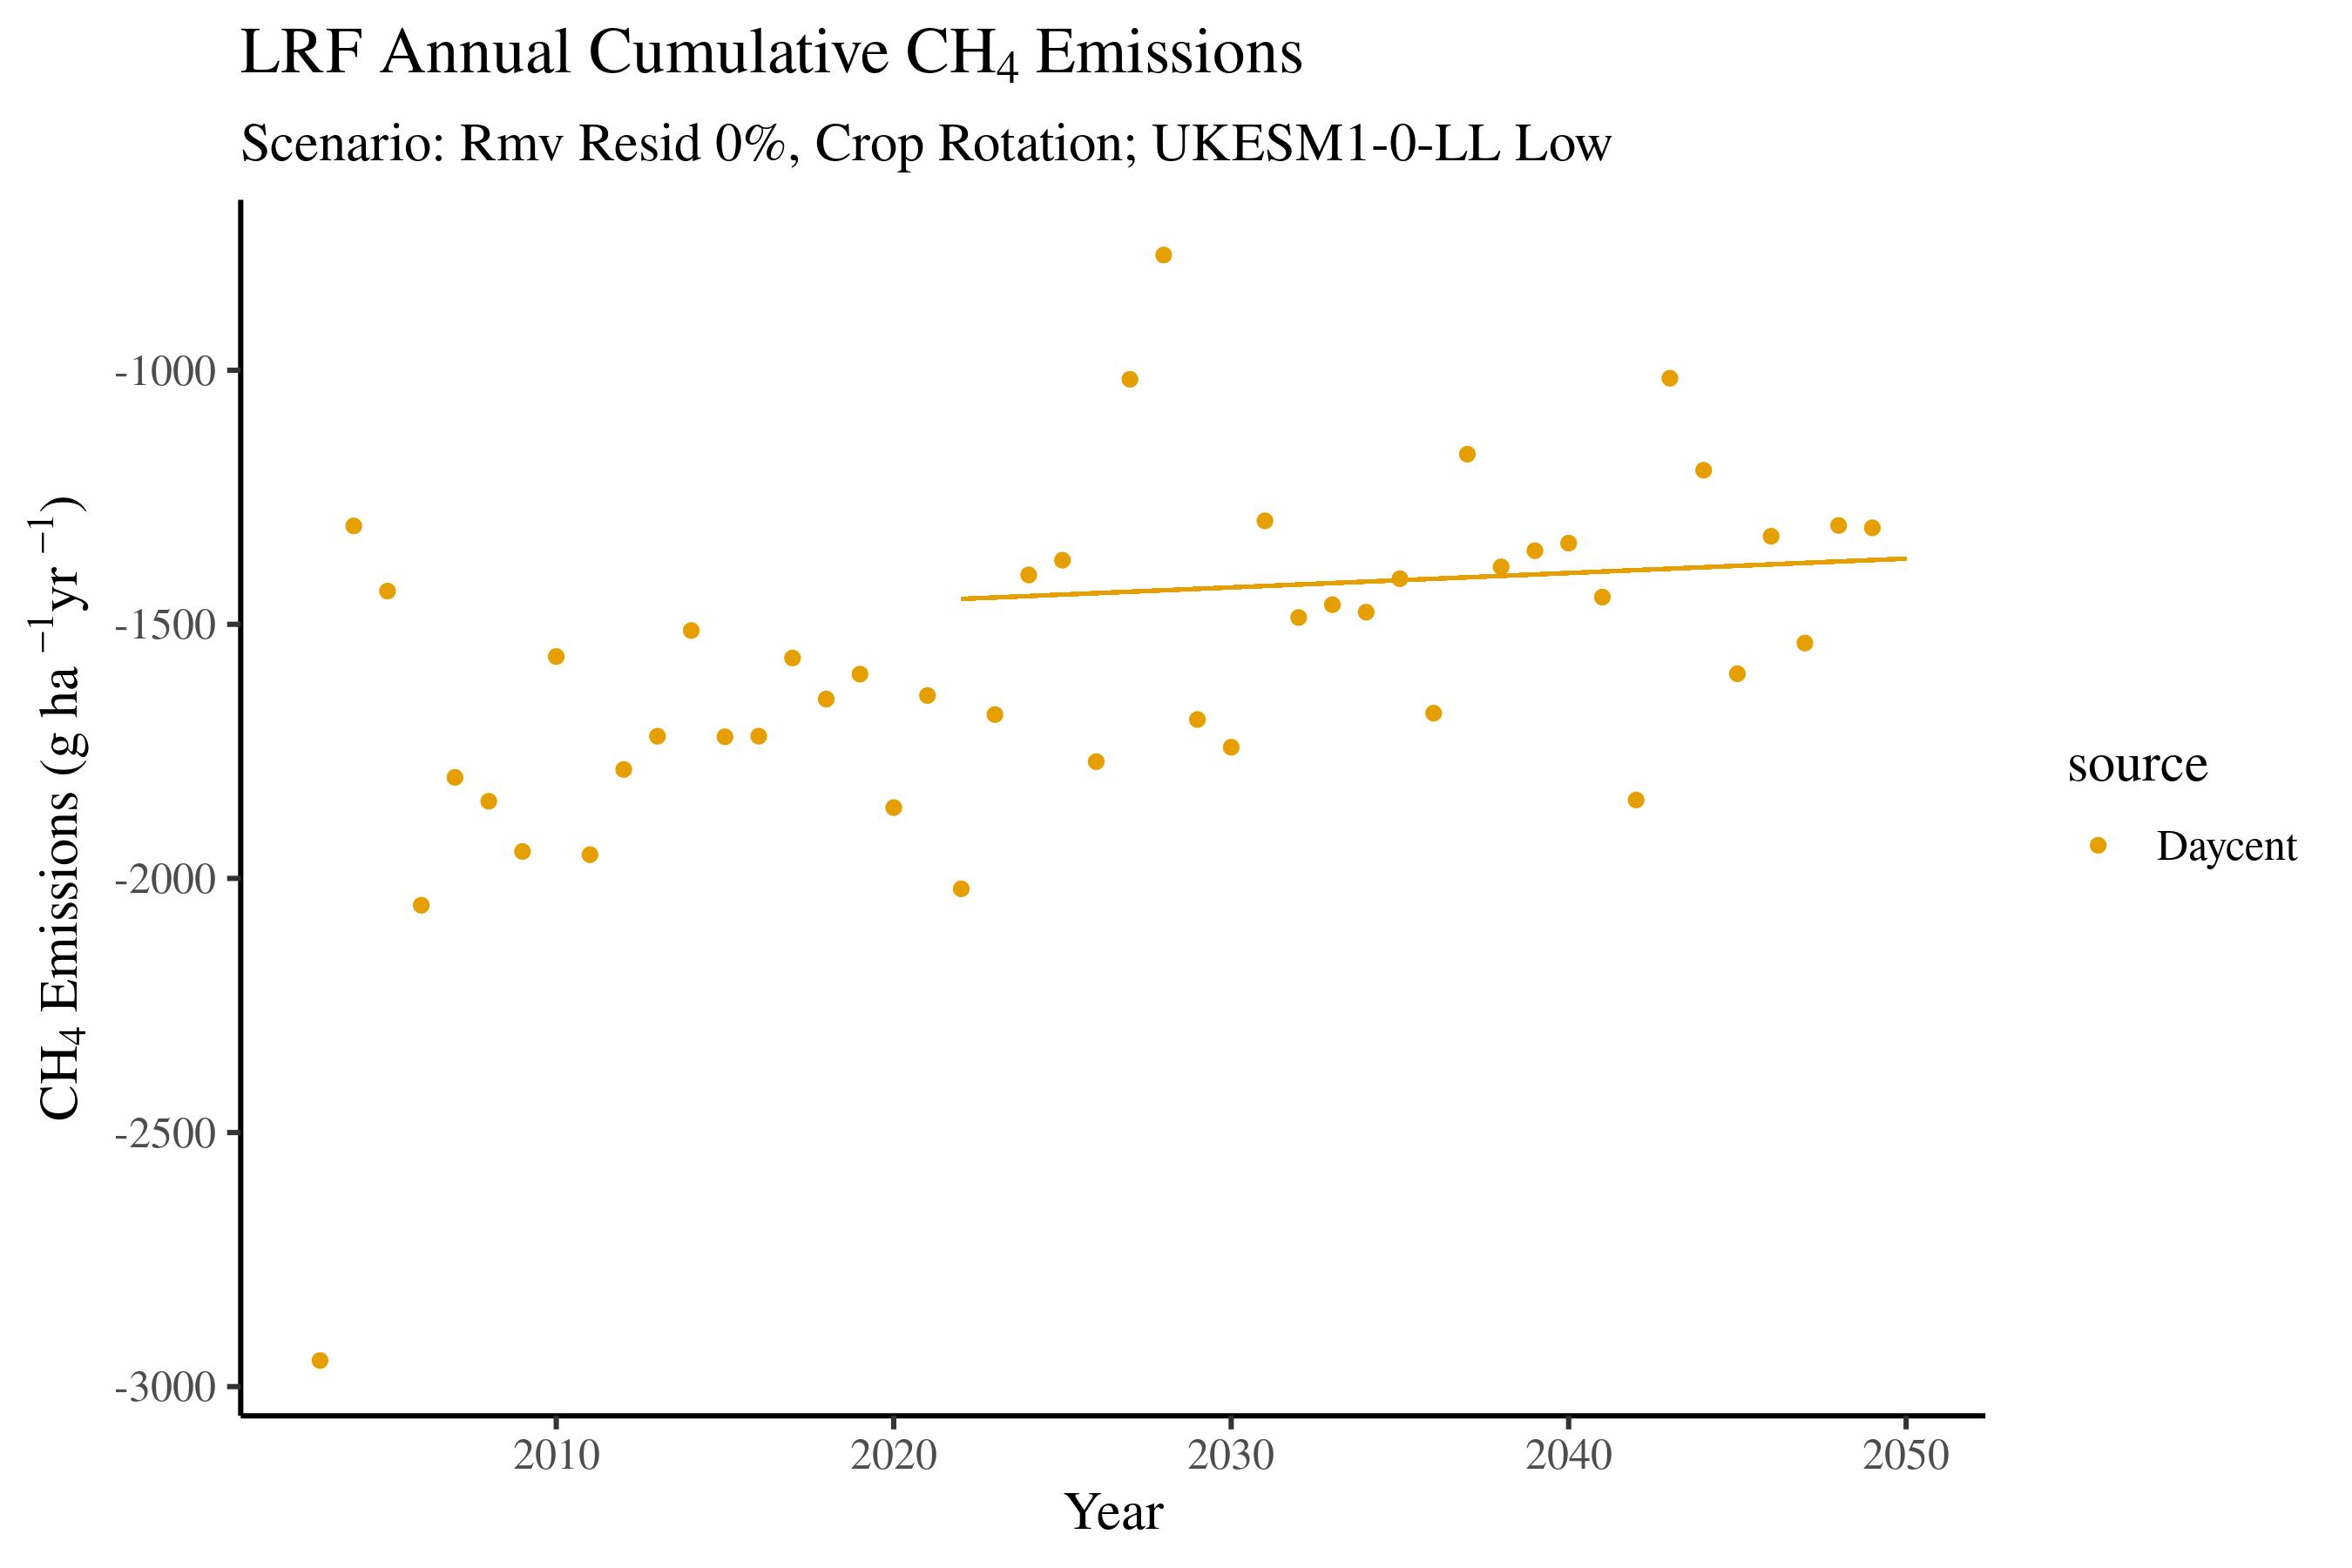 LRF Annual Cumulative CH₄ Emissions
Scenario: Rmv Resid 0%, Crop Rotation; UKESM1-0-LL Low
CH₄ Emissions (g ha ⁻¹yr ⁻¹)
-1000
-1500
-2000
-2500
-3000
2010 2020 2030 2040 2050
Year
source
Daycent